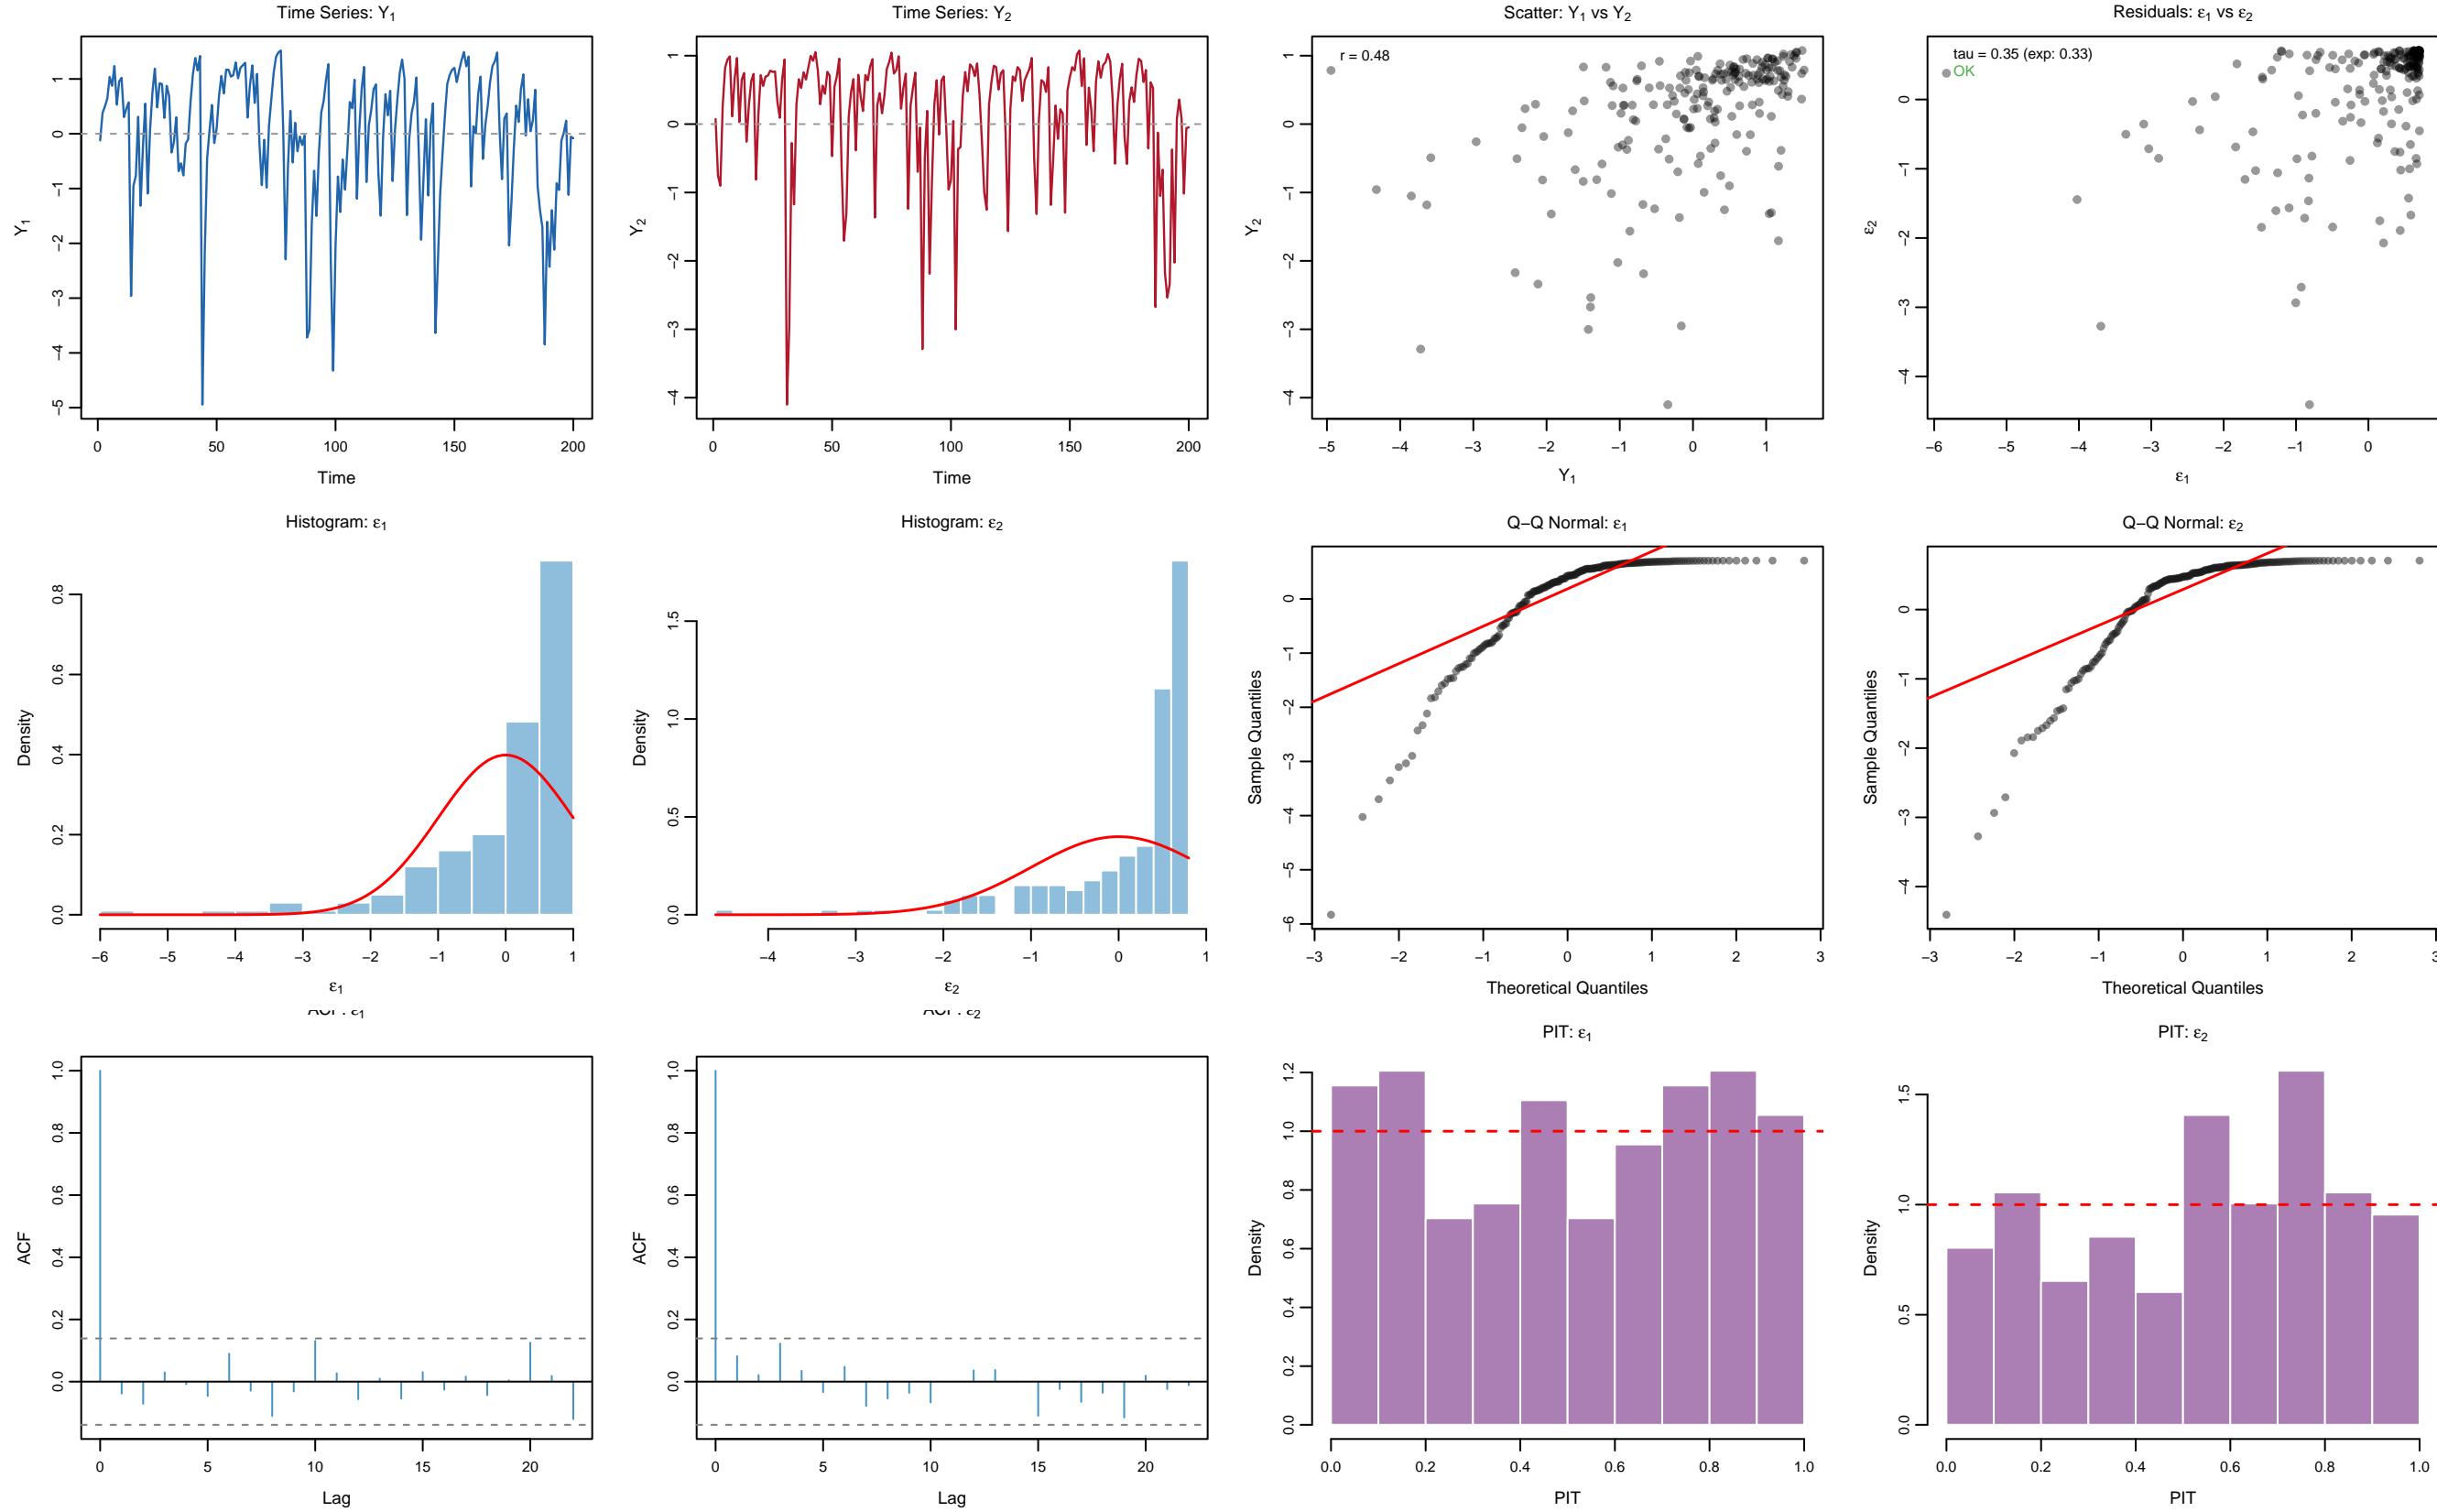 Time Series: Y₁
Y₁
1
0
−1
−2
−3
−4
−5
0 50 100 150 200
Time
Time Series: Y₂
Y₂
1
0
−1
−2
−3
−4
0 50 100 150 200
Time
Scatter: Y₁ vs Y₂
r = 0.48
Y₂
1
0
−1
−2
−3
−4
−5 −4 −3 −2 −1 0 1
Y₁
Residuals: ε₁ vs ε₂
tau = 0.35 (exp: 0.33)
OK
ε₂
0
−1
−2
−3
−4
−6 −5 −4 −3 −2 −1 0
ε₁
Histogram: ε₁
Density
0.8
0.6
0.4
0.2
0.0
−6 −5 −4 −3 −2 −1 0 1
ε₁
Histogram: ε₂
Density
1.5
1.0
0.5
0.0
−4 −3 −2 −1 0 1
ε₂
Q−Q Normal: ε₁
Sample Quantiles
0
−1
−2
−3
−4
−5
−6
−3 −2 −1 0 1 2 3
Theoretical Quantiles
Q−Q Normal: ε₂
Sample Quantiles
0
−1
−2
−3
−4
−3 −2 −1 0 1 2 3
Theoretical Quantiles
ACF: ε₁
ACF
1.0
0.8
0.6
0.4
0.2
0.0
0 5 10 15 20
Lag
ACF: ε₂
ACF
1.0
0.8
0.6
0.4
0.2
0.0
0 5 10 15 20
Lag
PIT: ε₁
Density
1.2
1.0
0.8
0.6
0.4
0.2
0.0
0.0 0.2 0.4 0.6 0.8 1.0
PIT
PIT: ε₂
Density
1.5
1.0
0.5
0.0
0.0 0.2 0.4 0.6 0.8 1.0
PIT